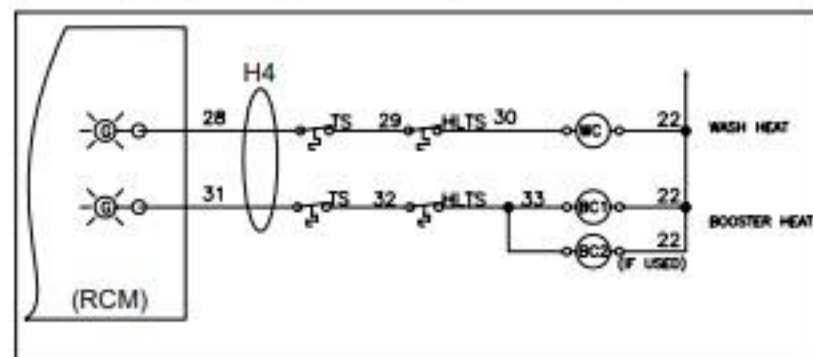 H4
G 28 TS 29 HLTS 30 WC 22 WASH HEAT
G 31 TS 32 HLTS 33 BC1 22 BOOSTER HEAT
BC2 22
(IF USED)
(RCM)